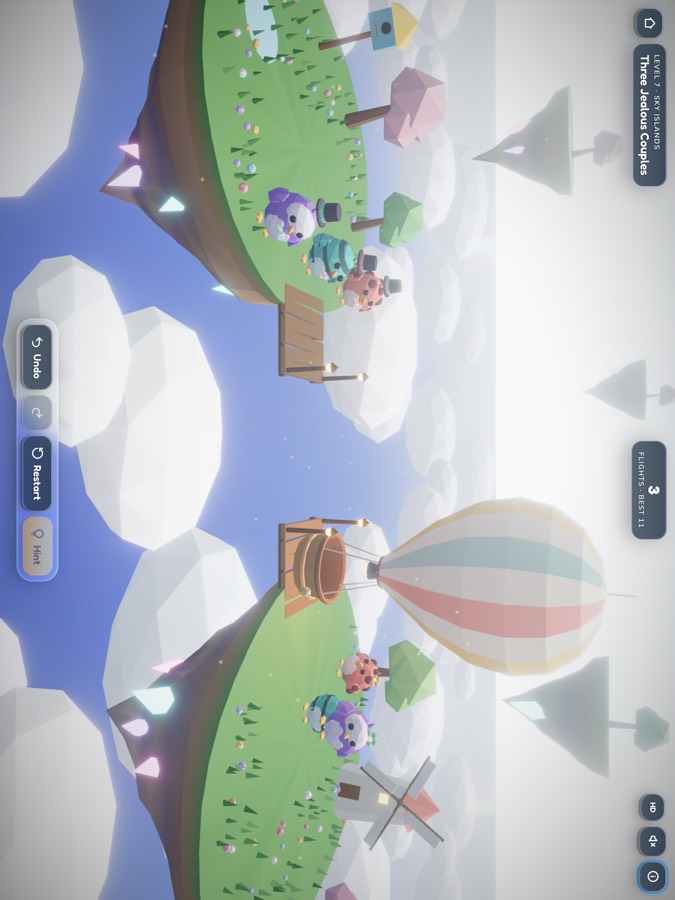 LEVEL 7 · SKY ISLANDS
Three Jealous Couples
3
FLIGHTS · BEST 11
HD
Undo
Restart
Hint